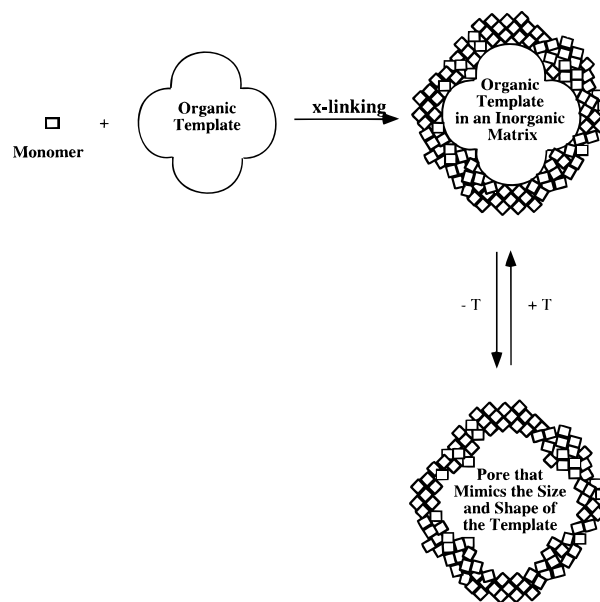 Monomer
+
Organic
Template
x-linking
Organic
Template
in an Inorganic
Matrix
- T
+ T
Pore that
Mimics the Size
and Shape of
the Template